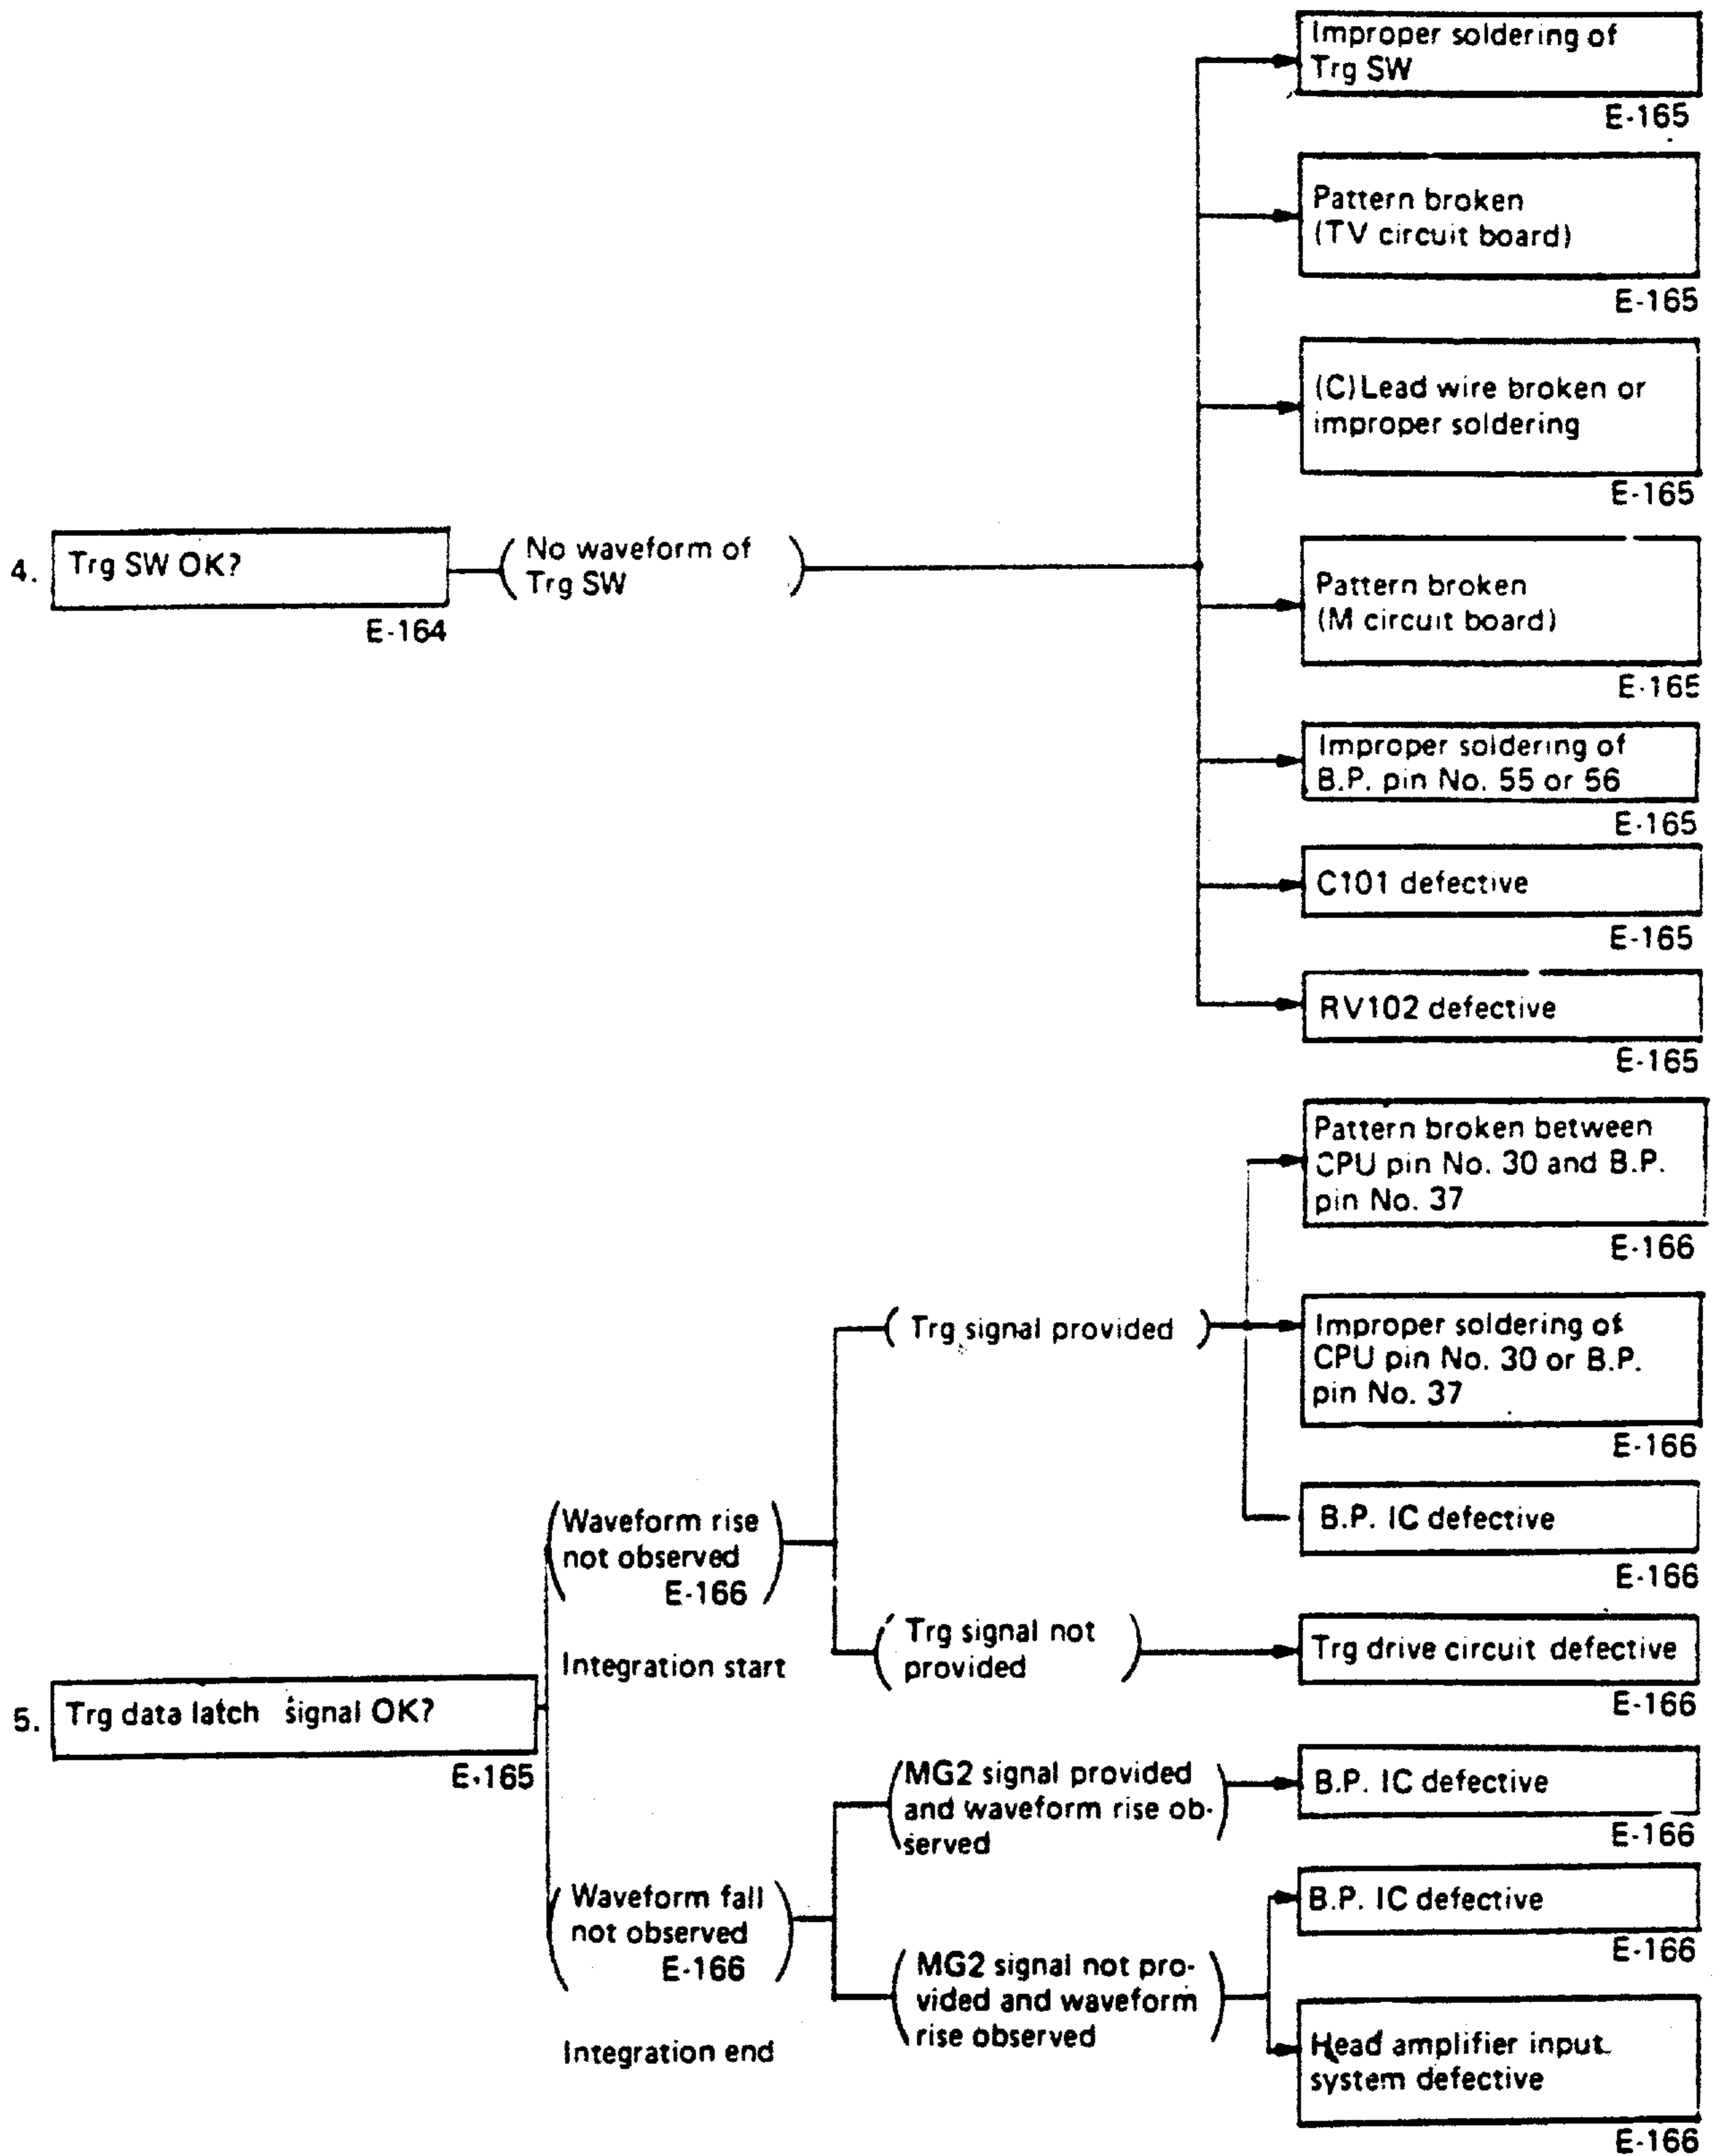 Improper soldering of
Trg SW
E-165
Pattern broken
(TV circuit board)
E-165
(C)Lead wire broken or
improper soldering
E-165
4. Trg SW OK?
E-164
(No waveform of
Trg SW)
Pattern broken
(M circuit board)
E-165
Improper soldering of
B.P. pin No. 55 or 56
E-165
C101 defective
E-165
RV102 defective
E-165
Pattern broken between
CPU pin No. 30 and B.P.
pin No. 37
E-166
(Trg signal provided)
Improper soldering of
CPU pin No. 30 or B.P.
pin No. 37
E-166
B.P. IC defective
E-166
(Waveform rise
not observed
E-166)
Integration start
(Trg signal not
provided)
Trg drive circuit defective
E-166
5. Trg data latch signal OK?
E-165
(MG2 signal provided
and waveform rise ob-
served)
B.P. IC defective
E-166
(Waveform fall
not observed
E-166)
Integration end
(MG2 signal not pro-
vided and waveform
rise observed)
B.P. IC defective
E-166
Head amplifier input
system defective
E-166